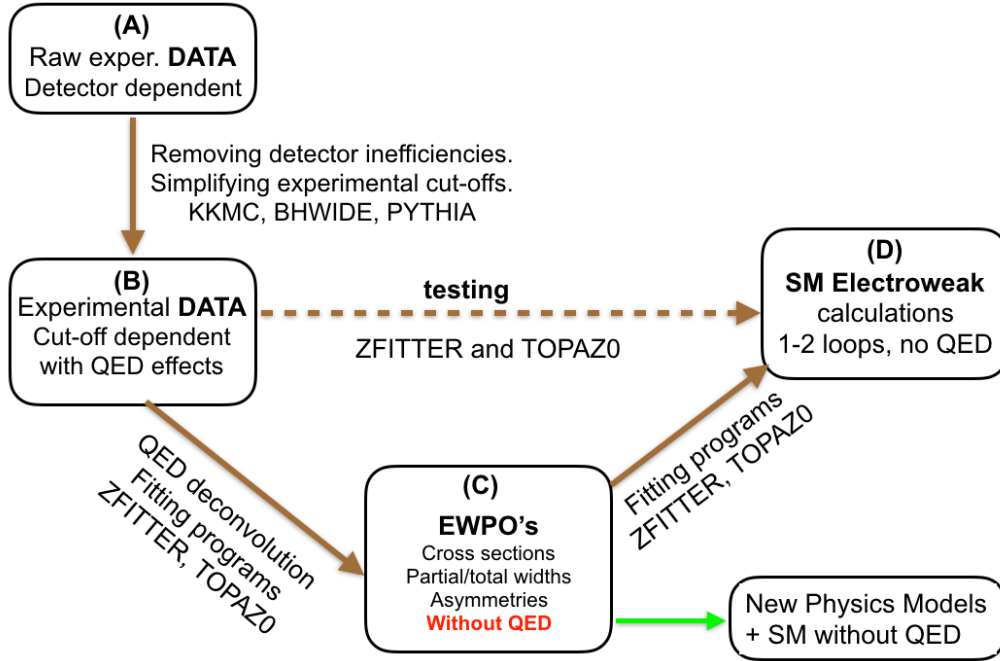 (A)
Raw exper. DATA
Detector dependent
Removing detector inefficiencies.
Simplifying experimental cut-offs.
KKMC, BHWIDE, PYTHIA
(B)
Experimental DATA
Cut-off dependent
with QED effects
testing
ZFITTER and TOPAZ0
(D)
SM Electroweak
calculations
1-2 loops, no QED
QED deconvolution
Fitting programs
ZFITTER, TOPAZ0
(C)
EWPO's
Cross sections
Partial/total widths
Asymmetries
Without QED
Fitting programs
ZFITTER, TOPAZ0
New Physics Models
+ SM without QED